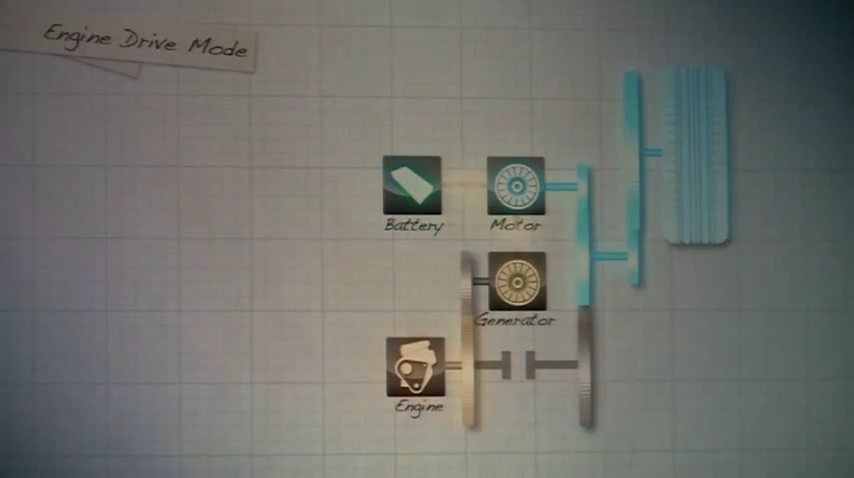 Engine Drive Mode
Battery
Motor
Generator
Engine